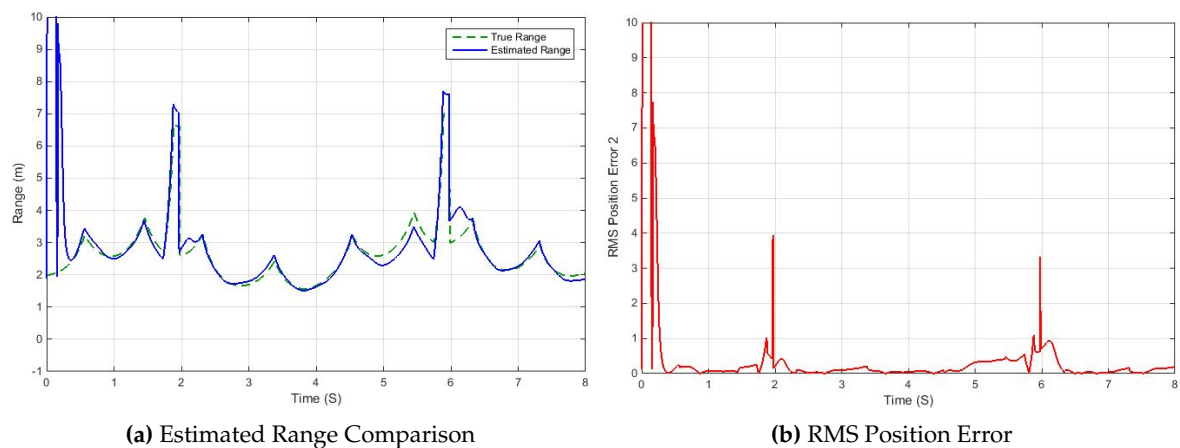 10
9
8
7
6
5
4
3
2
1
0
-1
Range (m)
True Range
Estimated Range
0 1 2 3 4 5 6 7 8
Time (S)
(a) Estimated Range Comparison
10
9
8
7
6
5
4
3
2
1
0
RMS Position Error 2
0 1 2 3 4 5 6 7 8
Time (S)
(b) RMS Position Error